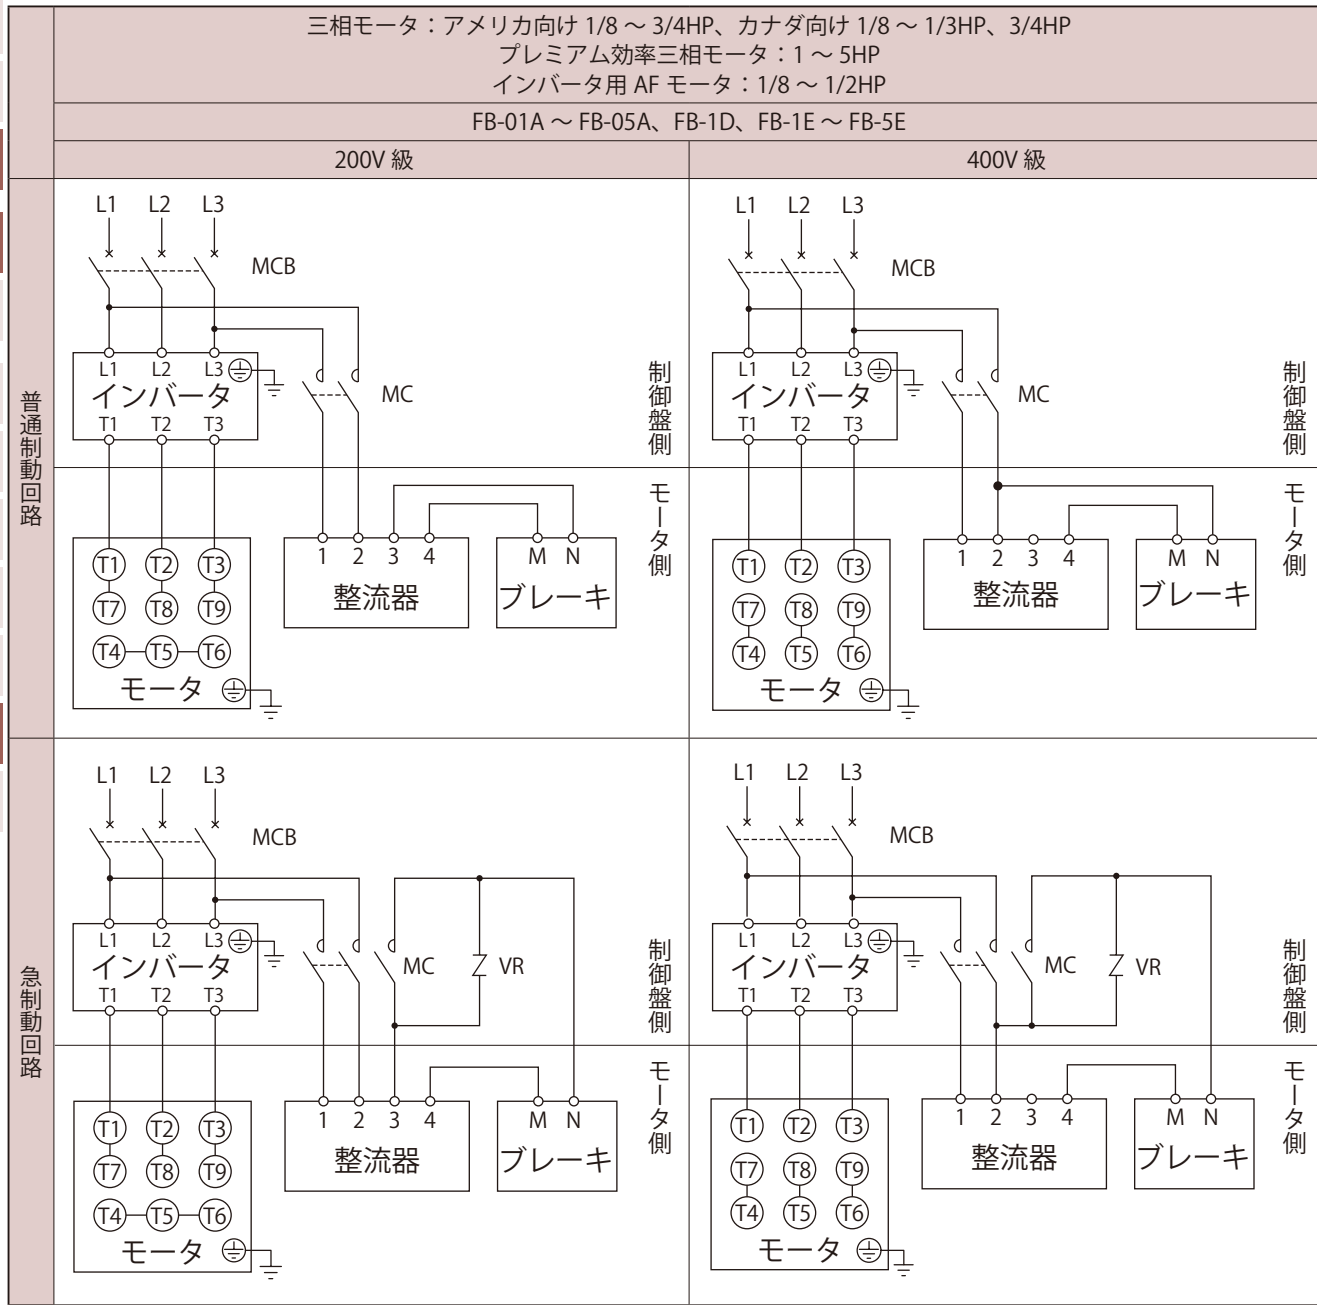 三相モータ：アメリカ向け 1/8 ～ 3/4HP、カナダ向け 1/8 ～ 1/3HP、3/4HP
プレミアム効率三相モータ：1 ～ 5HP
インバータ用 AF モータ：1/8 ～ 1/2HP
FB-01A ～ FB-05A、FB-1D、FB-1E ～ FB-5E
200V 級
400V 級
普通制動回路
L1 L2 L3
MCB
L1 L2 L3
インバータ
T1 T2 T3
MC
制御盤側
モータ側
1 2 3 4
整流器
M N
ブレーキ
T1 T2 T3
T7 T8 T9
T4 T5 T6
モータ
L1 L2 L3
MCB
L1 L2 L3
インバータ
T1 T2 T3
MC
制御盤側
モータ側
1 2 3 4
整流器
M N
ブレーキ
T1 T2 T3
T7 T8 T9
T4 T5 T6
モータ
急制動回路
L1 L2 L3
MCB
L1 L2 L3
インバータ
T1 T2 T3
MC
VR
制御盤側
モータ側
1 2 3 4
整流器
M N
ブレーキ
T1 T2 T3
T7 T8 T9
T4 T5 T6
モータ
L1 L2 L3
MCB
L1 L2 L3
インバータ
T1 T2 T3
MC
VR
制御盤側
モータ側
1 2 3 4
整流器
M N
ブレーキ
T1 T2 T3
T7 T8 T9
T4 T5 T6
モータ